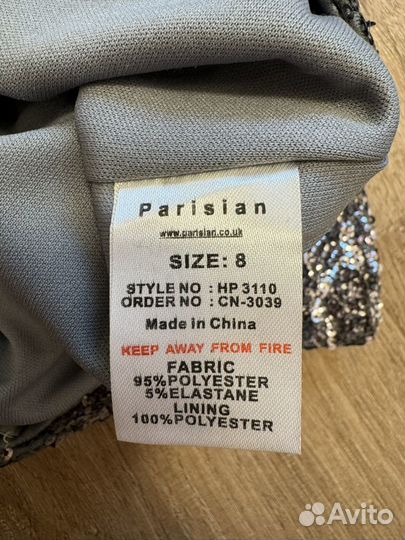 Parisian
www.parisian.co.uk
SIZE: 8
STYLE NO : HP 3110
ORDER NO : CN-3039
Made in China
KEEP AWAY FROM FIRE
FABRIC
95%POLYESTER
5%ELASTANE
LINING
100%POLYESTER
Avito